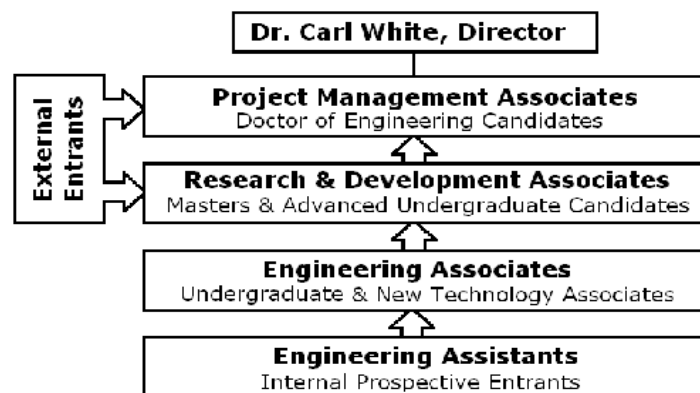 Dr. Carl White, Director
Project Management Associates
Doctor of Engineering Candidates
External
Entrants
Research & Development Associates
Masters & Advanced Undergraduate Candidates
Engineering Associates
Undergraduate & New Technology Associates
Engineering Assistants
Internal Prospective Entrants